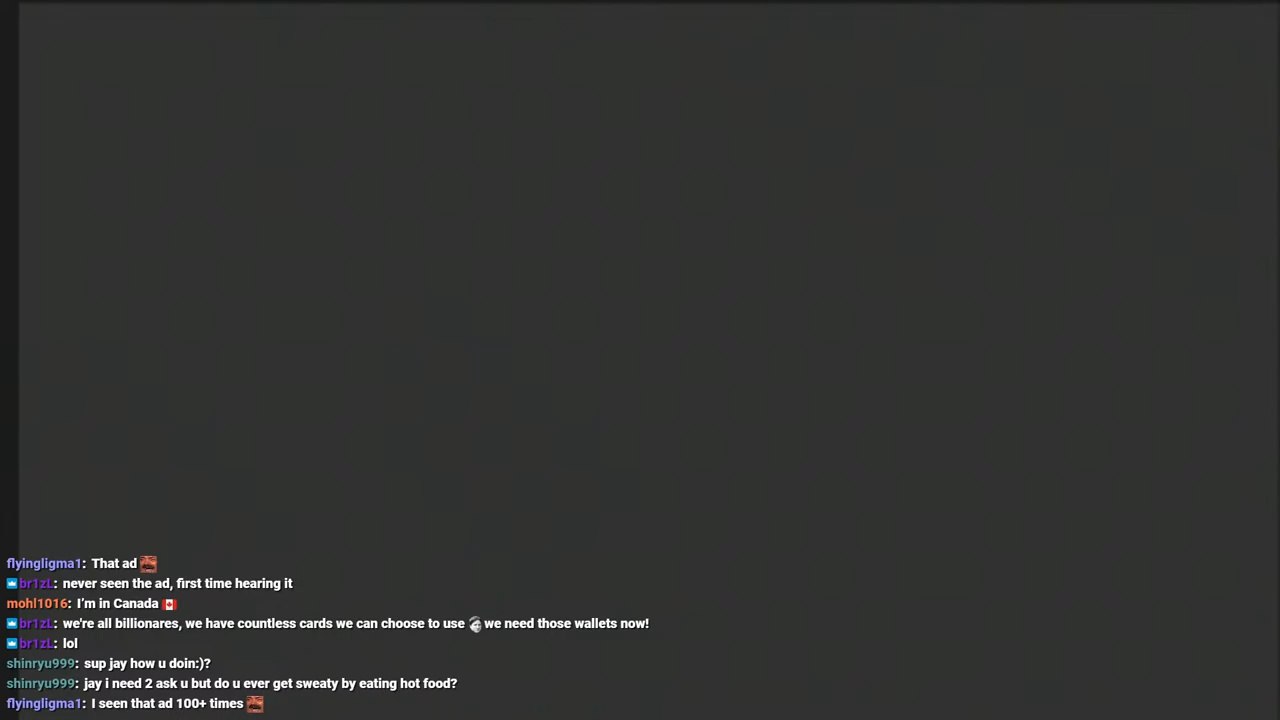 flyingligma1: That ad
br1zL: never seen the ad, first time hearing it
mohl1016: I'm in Canada 🇨🇦
br1zL: we're all billionares, we have countless cards we can choose to use we need those wallets now!
br1zL: lol
shinryu999: sup jay how u doin:)?
shinryu999: jay i need 2 ask u but do u ever get sweaty by eating hot food?
flyingligma1: I seen that ad 100+ times